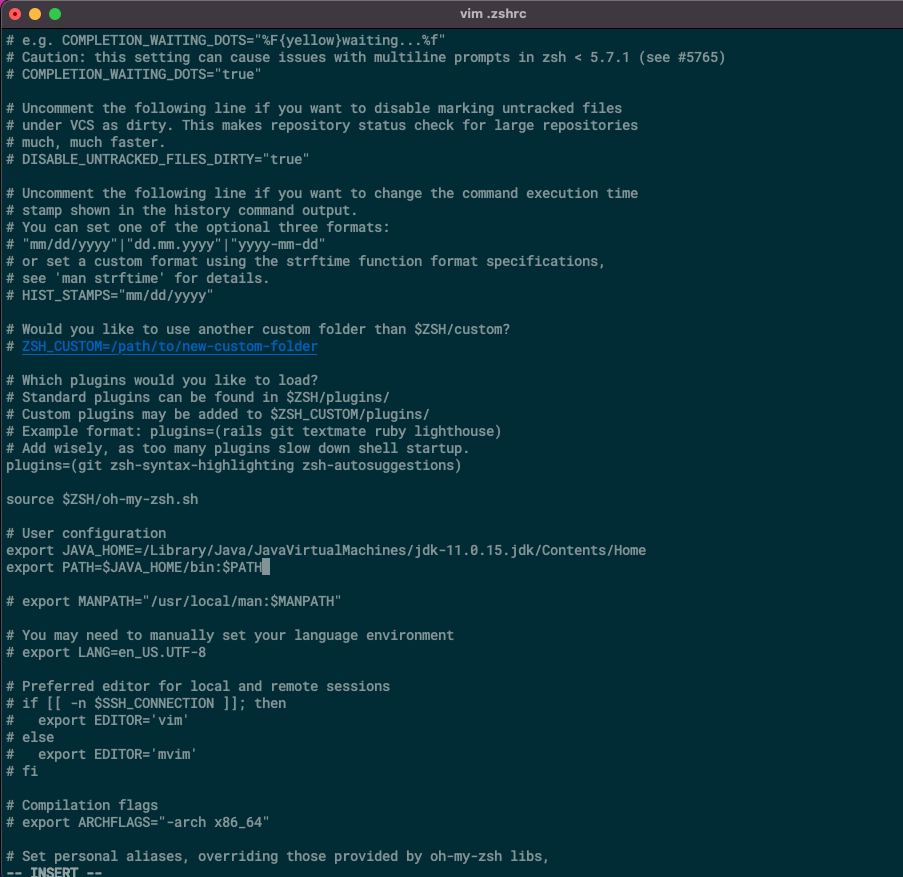 vim .zshrc
# e.g. COMPLETION_WAITING_DOTS="%F{yellow}waiting...%f"
# Caution: this setting can cause issues with multiline prompts in zsh < 5.7.1 (see #5765)
# COMPLETION_WAITING_DOTS="true"

# Uncomment the following line if you want to disable marking untracked files
# under VCS as dirty. This makes repository status check for large repositories
# much, much faster.
# DISABLE_UNTRACKED_FILES_DIRTY="true"

# Uncomment the following line if you want to change the command execution time
# stamp shown in the history command output.
# You can set one of the optional three formats:
# "mm/dd/yyyy"|"dd.mm.yyyy"|"yyyy-mm-dd"
# or set a custom format using the strftime function format specifications,
# see 'man strftime' for details.
# HIST_STAMPS="mm/dd/yyyy"

# Would you like to use another custom folder than $ZSH/custom?
# ZSH_CUSTOM=/path/to/new-custom-folder

# Which plugins would you like to load?
# Standard plugins can be found in $ZSH/plugins/
# Custom plugins may be added to $ZSH_CUSTOM/plugins/
# Example format: plugins=(rails git textmate ruby lighthouse)
# Add wisely, as too many plugins slow down shell startup.
plugins=(git zsh-syntax-highlighting zsh-autosuggestions)

source $ZSH/oh-my-zsh.sh

# User configuration
export JAVA_HOME=/Library/Java/JavaVirtualMachines/jdk-11.0.15.jdk/Contents/Home
export PATH=$JAVA_HOME/bin:$PATH

# export MANPATH="/usr/local/man:$MANPATH"

# You may need to manually set your language environment
# export LANG=en_US.UTF-8

# Preferred editor for local and remote sessions
# if [[ -n $SSH_CONNECTION ]]; then
#   export EDITOR='vim'
# else
#   export EDITOR='mvim'
# fi

# Compilation flags
# export ARCHFLAGS="-arch x86_64"

# Set personal aliases, overriding those provided by oh-my-zsh libs,
-- INSERT --